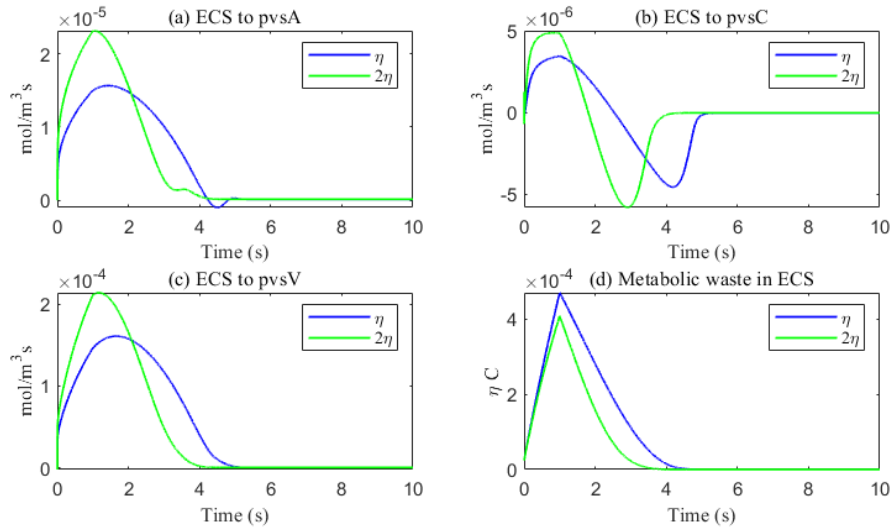 ×10⁻⁵ (a) ECS to pvsA
mol/m³ s
2
1
0
0 2 4 6 8 10
Time (s)
η
2η
×10⁻⁶ (b) ECS to pvsC
mol/m³ s
5
0
-5
0 2 4 6 8 10
Time (s)
η
2η
×10⁻⁴ (c) ECS to pvsV
mol/m³ s
2
1
0
0 2 4 6 8 10
Time (s)
η
2η
×10⁻⁴ (d) Metabolic waste in ECS
η C
4
2
0
0 2 4 6 8 10
Time (s)
η
2η